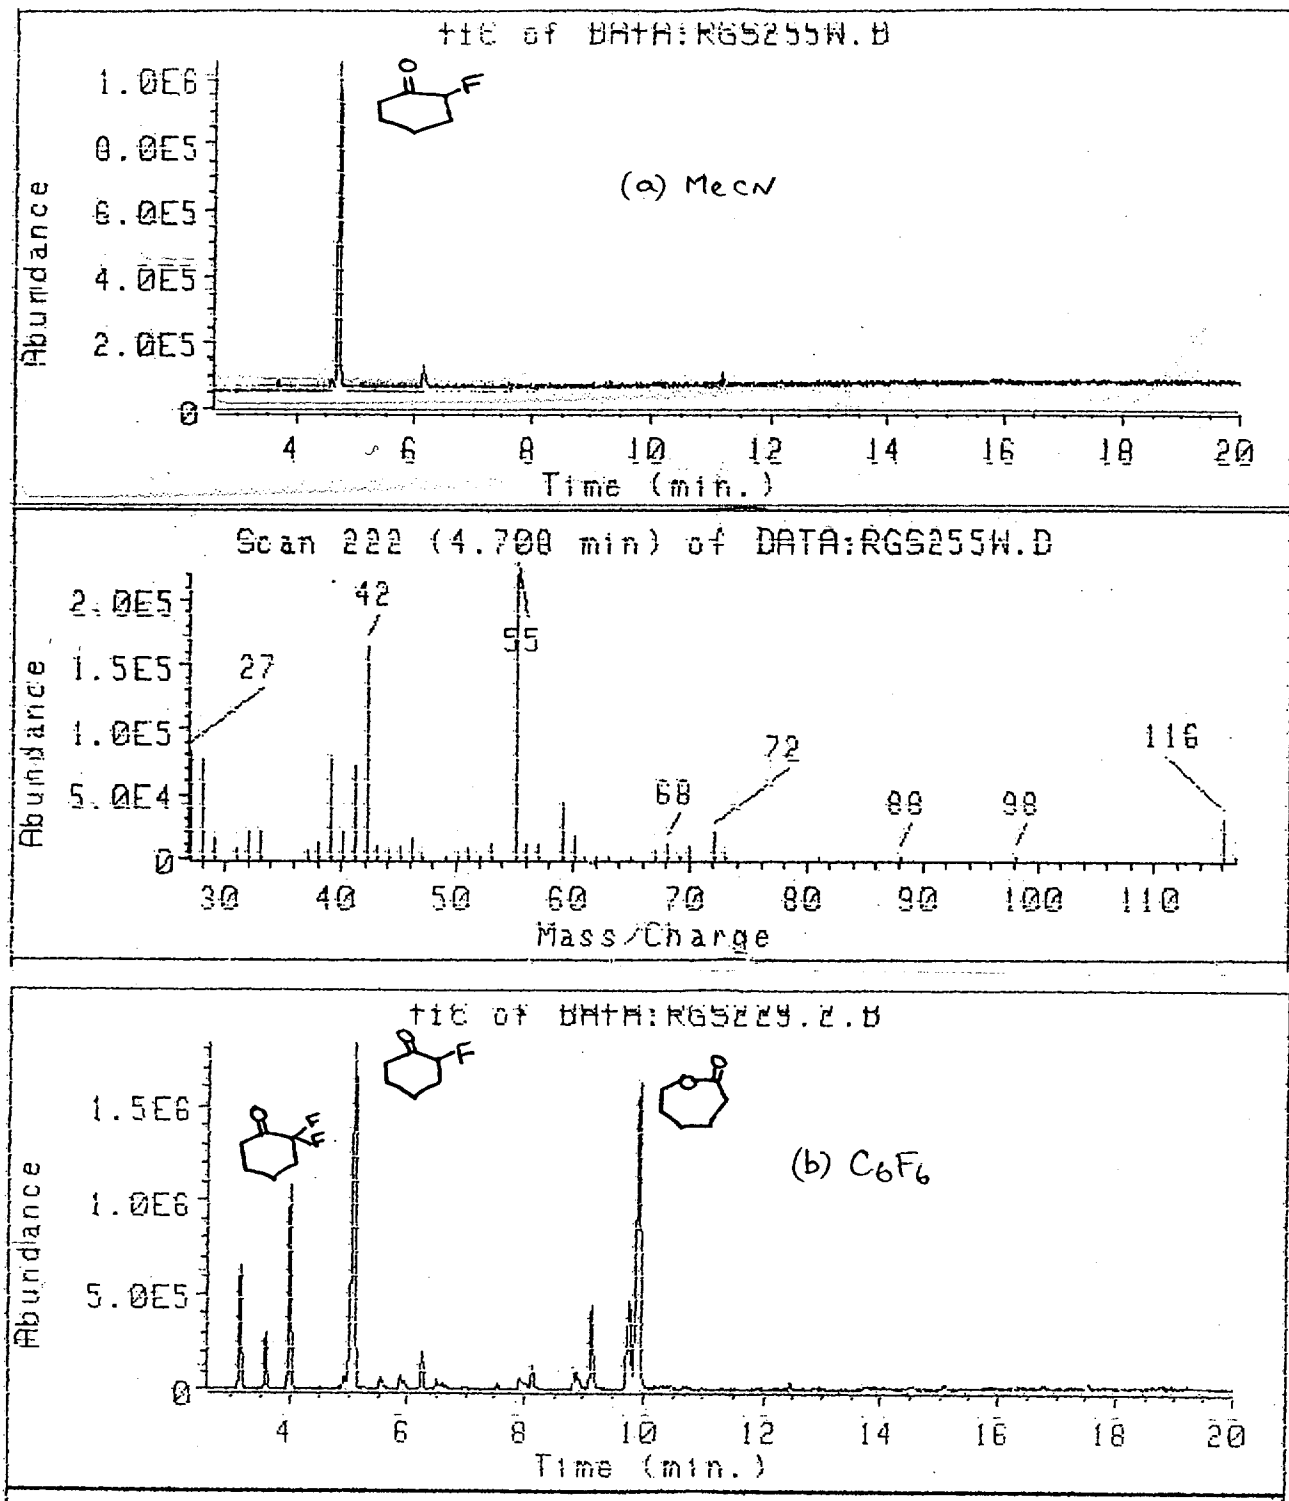 TIC of DATA:RGS255W.D
1.0E6
8.0E5
6.0E5
4.0E5
2.0E5
0
Abundance
O
F
(a) MeCN
4 6 8 10 12 14 16 18 20
Time (min.)
Scan 222 (4.708 min) of DATA:RGS255W.D
2.0E5
1.5E5
1.0E5
5.0E4
0
Abundance
27
42
55
68
72
88
98
116
30 40 50 60 70 80 90 100 110
Mass/Charge
TIC of DATA:RGS229.2.D
1.5E6
1.0E6
5.0E5
0
Abundance
O
F
F
O
F
O
O
(b) C6F6
4 6 8 10 12 14 16 18 20
Time (min.)